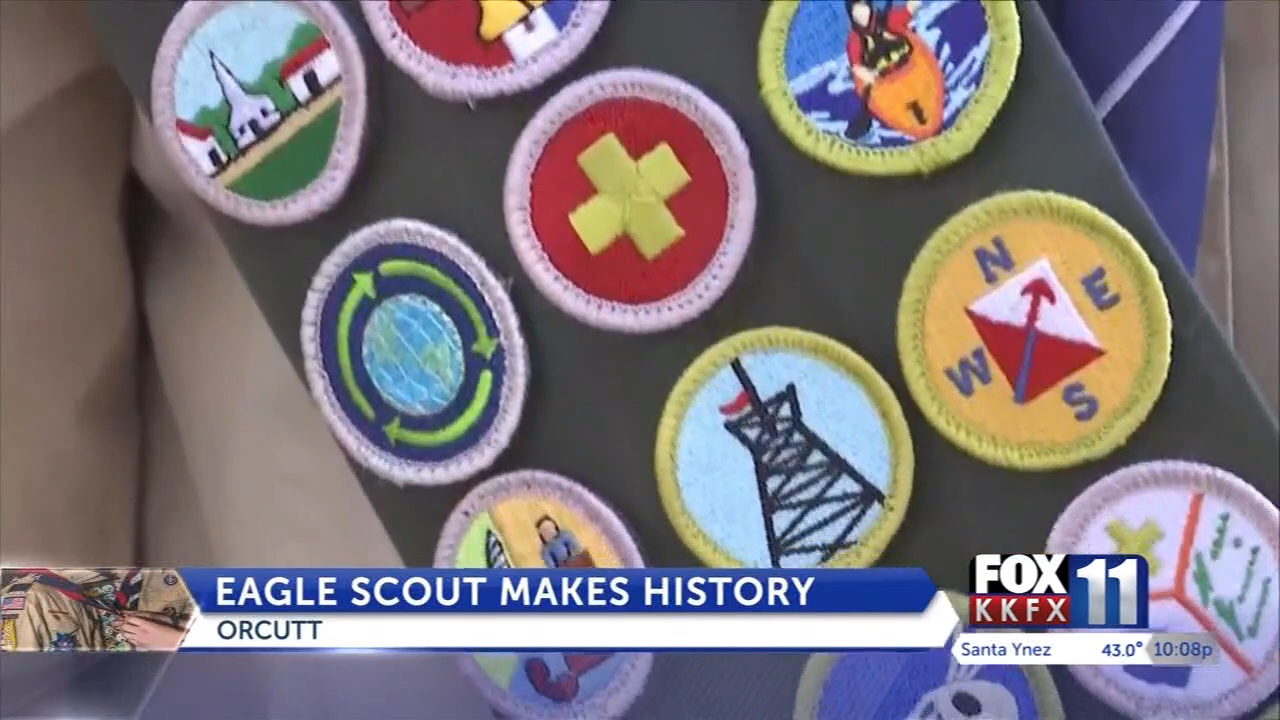 N
E
W
S
EAGLE SCOUT MAKES HISTORY
ORCUTT
FOX 11
KKFX
Santa Ynez 43.0° 10:08p